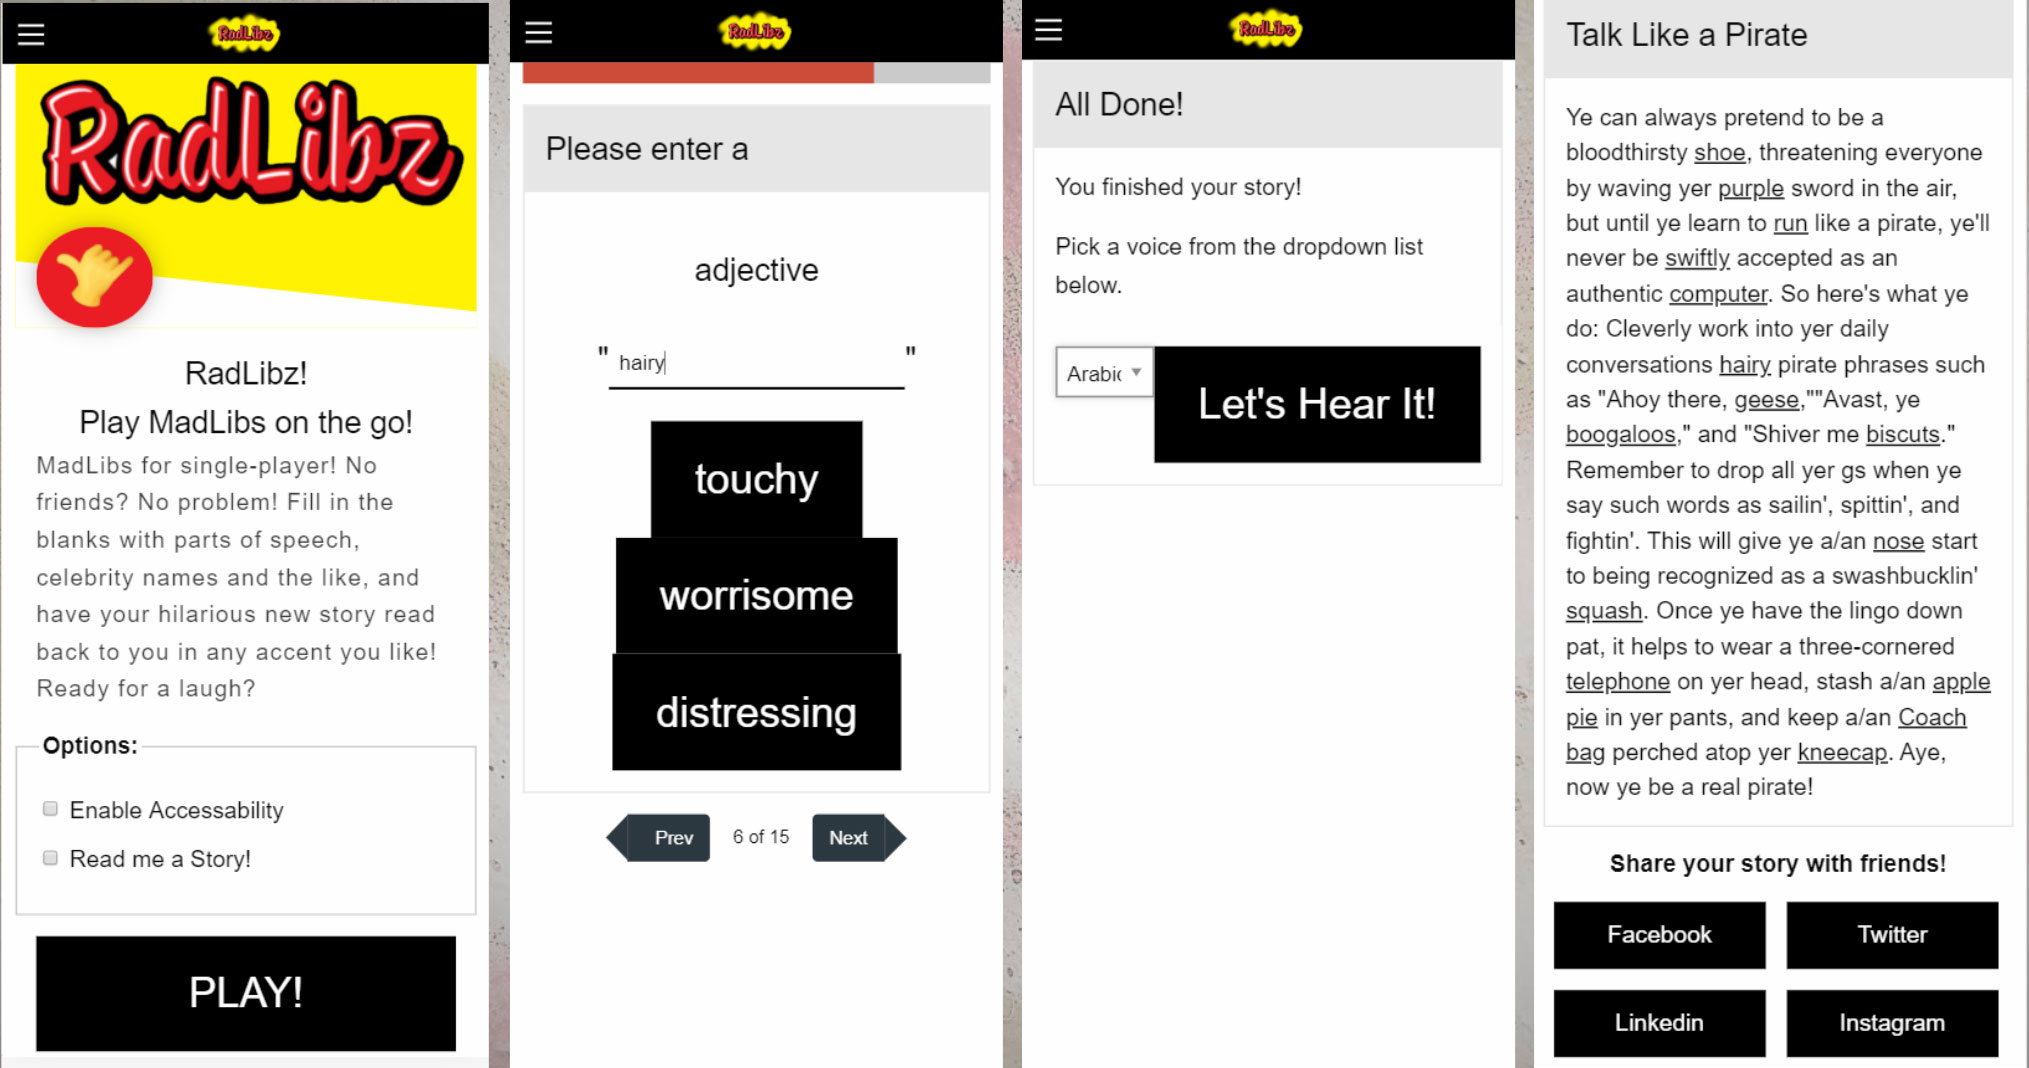 RadLibz
RadLibz
RadLibz!
Play MadLibs on the go!
MadLibs for single-player! No
friends? No problem! Fill in the
blanks with parts of speech,
celebrity names and the like, and
have your hilarious new story read
back to you in any accent you like!
Ready for a laugh?
Options:
Enable Accessability
Read me a Story!
PLAY!
RadLibz
Please enter a
adjective
" hairy "
touchy
worrisome
distressing
Prev 6 of 15 Next
RadLibz
All Done!
You finished your story!
Pick a voice from the dropdown list
below.
Arabic Let's Hear It!
Talk Like a Pirate
Ye can always pretend to be a
bloodthirsty shoe, threatening everyone
by waving yer purple sword in the air,
but until ye learn to run like a pirate, ye'll
never be swiftly accepted as an
authentic computer. So here's what ye
do: Cleverly work into yer daily
conversations hairy pirate phrases such
as "Ahoy there, geese,""Avast, ye
boogaloos," and "Shiver me biscuts."
Remember to drop all yer gs when ye
say such words as sailin', spittin', and
fightin'. This will give ye a/an nose start
to being recognized as a swashbucklin'
squash. Once ye have the lingo down
pat, it helps to wear a three-cornered
telephone on yer head, stash a/an apple
pie in yer pants, and keep a/an Coach
bag perched atop yer kneecap. Aye,
now ye be a real pirate!
Share your story with friends!
Facebook Twitter
Linkedin Instagram